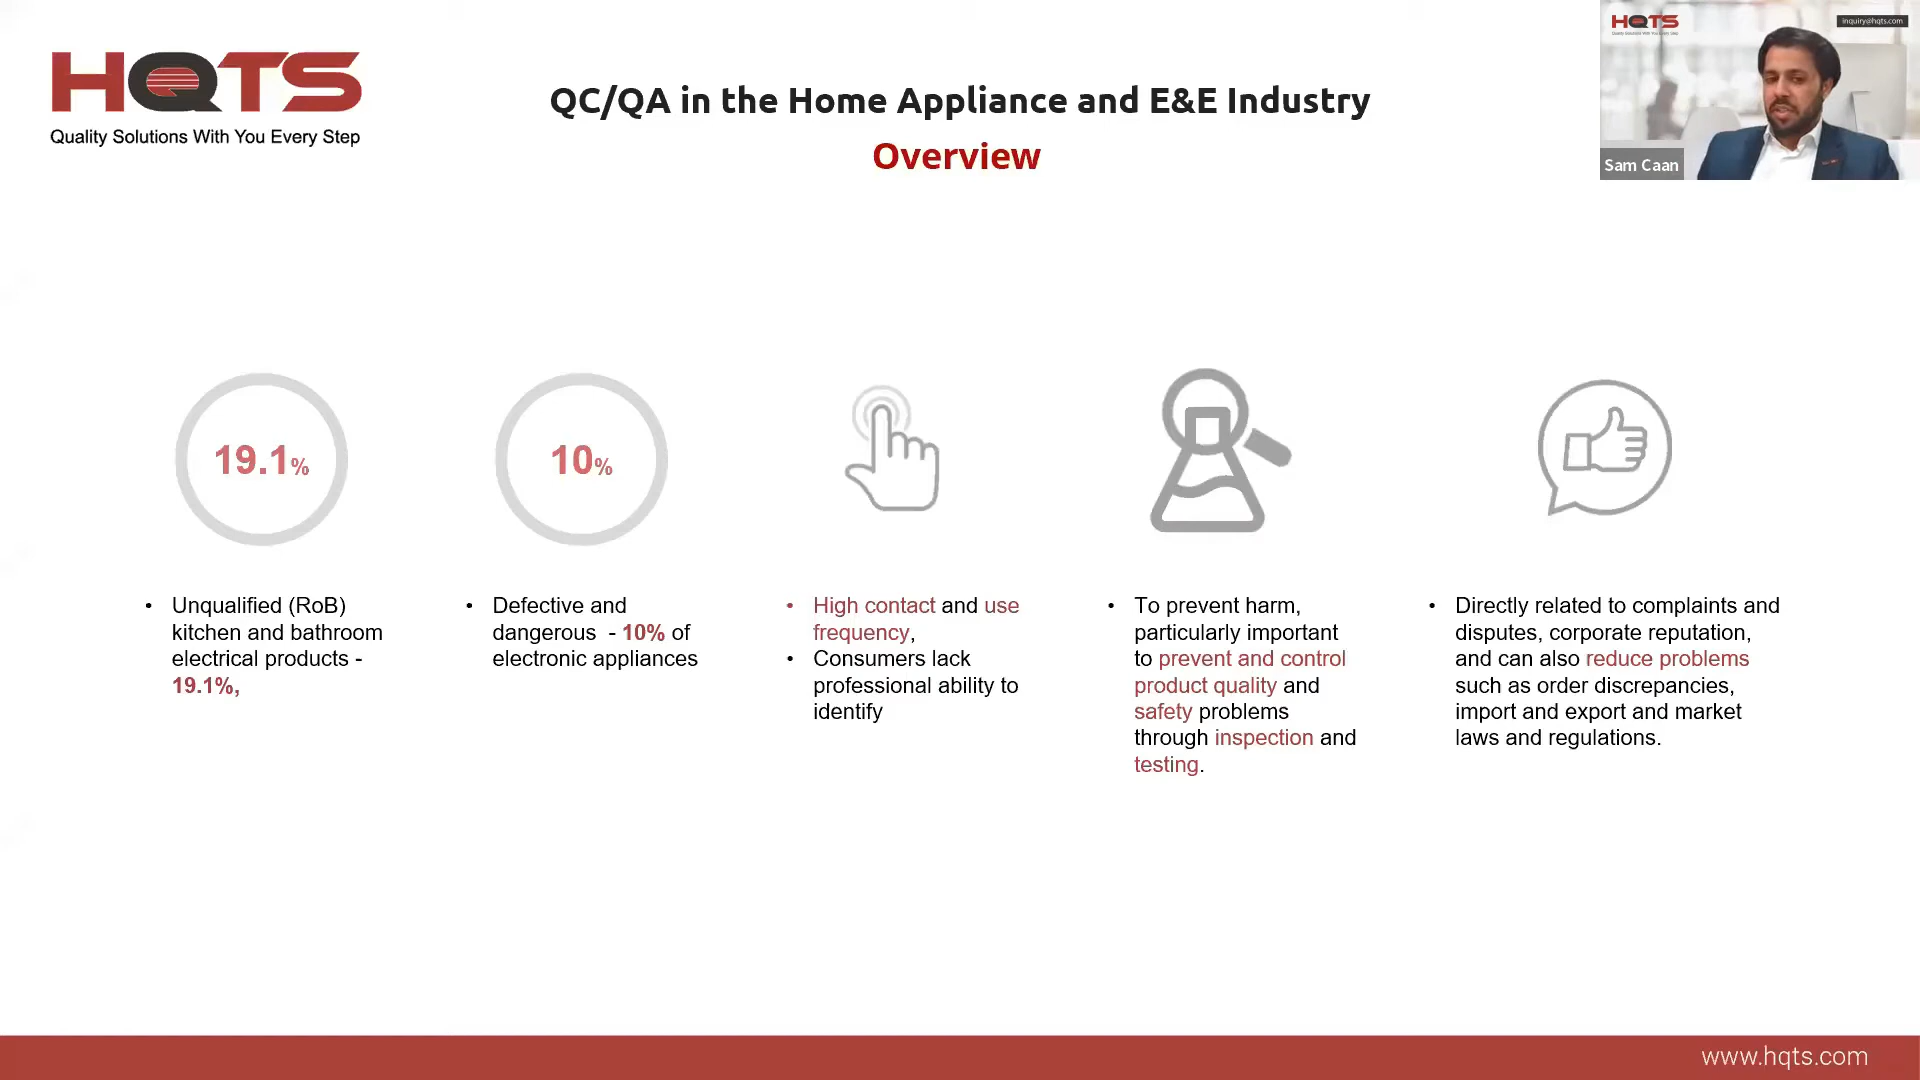 HQTS
Quality Solutions With You Every Step
QC/QA in the Home Appliance and E&E Industry
Overview
HQTS
inquiry@hqts.com
Sam Caan
19.1%
10%
• Unqualified (RoB)
kitchen and bathroom
electrical products -
19.1%,
• Defective and
dangerous - 10% of
electronic appliances
• High contact and use
frequency,
• Consumers lack
professional ability to
identify
• To prevent harm,
particularly important
to prevent and control
product quality and
safety problems
through inspection and
testing.
• Directly related to complaints and
disputes, corporate reputation,
and can also reduce problems
such as order discrepancies,
import and export and market
laws and regulations.
www.hqts.com